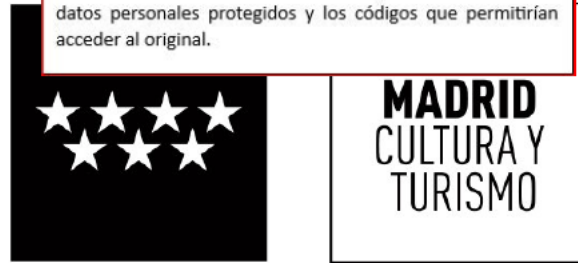 datos personales protegidos y los códigos que permitirían
acceder al original.
MADRID
CULTURA Y
TURISMO